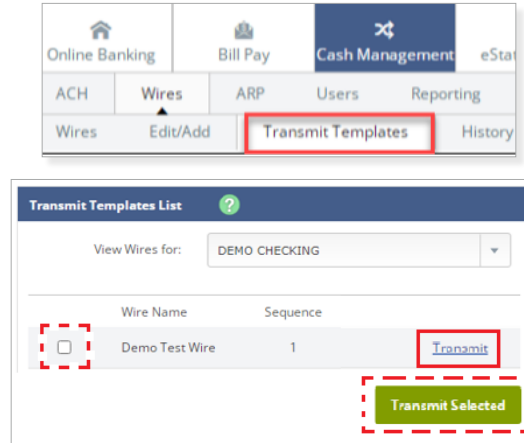 Online Banking Bill Pay Cash Management eStat
ACH Wires ARP Users Reporting
Wires Edit/Add Transmit Templates History
Transmit Templates List ?
View Wires for: DEMO CHECKING
Wire Name Sequence
Demo Test Wire 1 Transmit
Transmit Selected